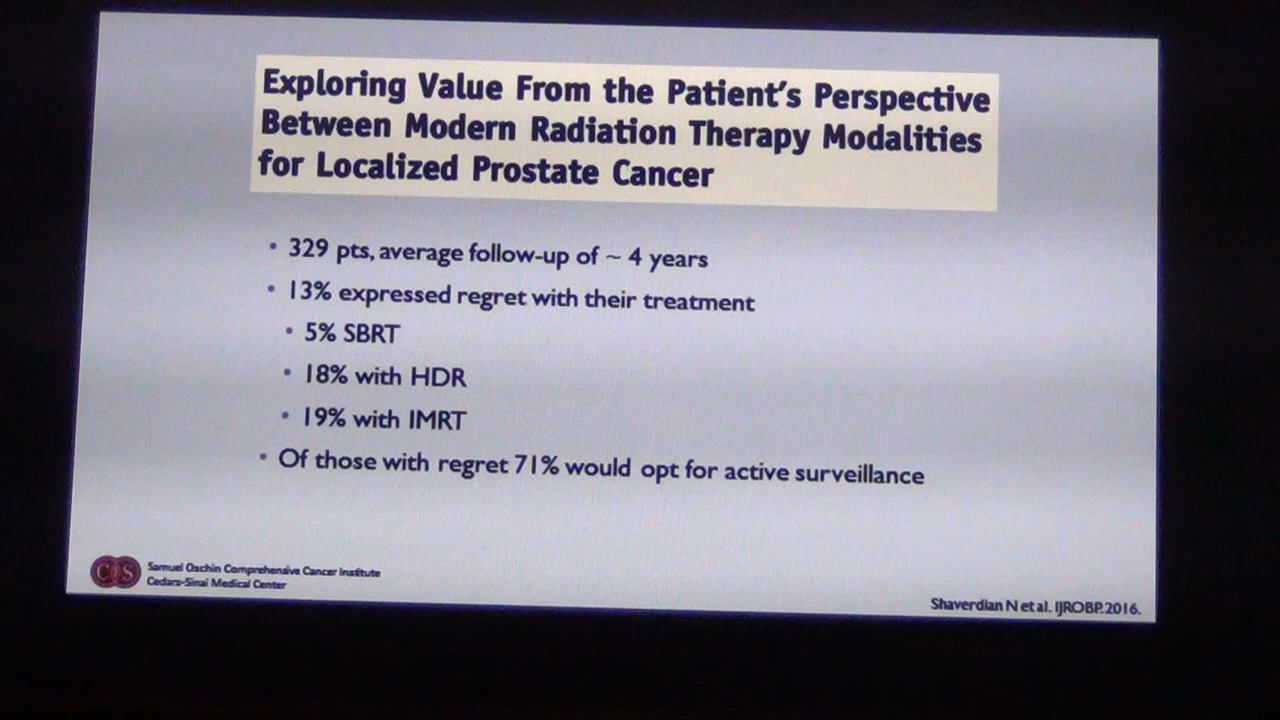 Exploring Value From the Patient's Perspective
Between Modern Radiation Therapy Modalities
for Localized Prostate Cancer
• 329 pts, average follow-up of ~ 4 years
• 13% expressed regret with their treatment
• 5% SBRT
• 18% with HDR
• 19% with IMRT
• Of those with regret 71% would opt for active surveillance
CS
Samuel Oschin Comprehensive Cancer Institute
Cedars-Sinai Medical Center
Shaverdian N et al. IJROBP. 2016.